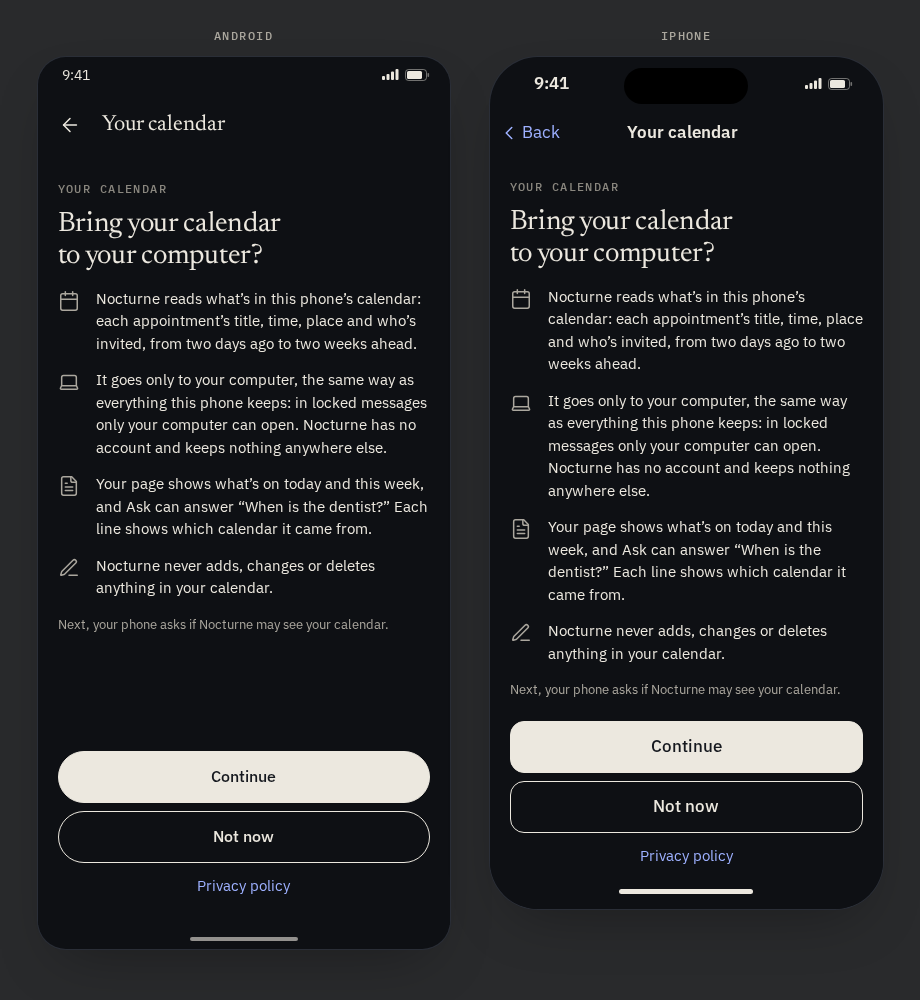 ANDROID
9:41
Your calendar
YOUR CALENDAR
Bring your calendar
to your computer?
Nocturne reads what’s in this phone’s calendar:
each appointment’s title, time, place and who’s
invited, from two days ago to two weeks ahead.
It goes only to your computer, the same way as
everything this phone keeps: in locked messages
only your computer can open. Nocturne has no
account and keeps nothing anywhere else.
Your page shows what’s on today and this week,
and Ask can answer “When is the dentist?” Each
line shows which calendar it came from.
Nocturne never adds, changes or deletes
anything in your calendar.
Next, your phone asks if Nocturne may see your calendar.
Continue
Not now
Privacy policy
IPHONE
9:41
Back
Your calendar
YOUR CALENDAR
Bring your calendar
to your computer?
Nocturne reads what’s in this phone’s
calendar: each appointment’s title, time, place
and who’s invited, from two days ago to two
weeks ahead.
It goes only to your computer, the same way
as everything this phone keeps: in locked
messages only your computer can open.
Nocturne has no account and keeps nothing
anywhere else.
Your page shows what’s on today and this
week, and Ask can answer “When is the
dentist?” Each line shows which calendar it
came from.
Nocturne never adds, changes or deletes
anything in your calendar.
Next, your phone asks if Nocturne may see your calendar.
Continue
Not now
Privacy policy